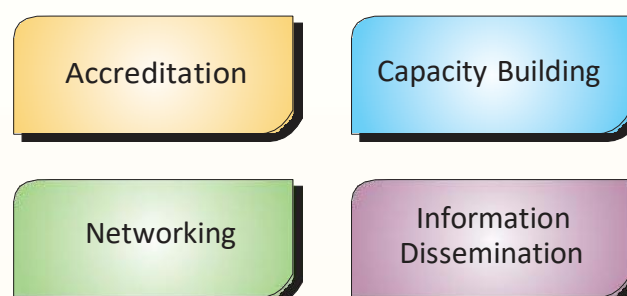 Accreditation
Capacity Building
Networking
Information
Dissemination